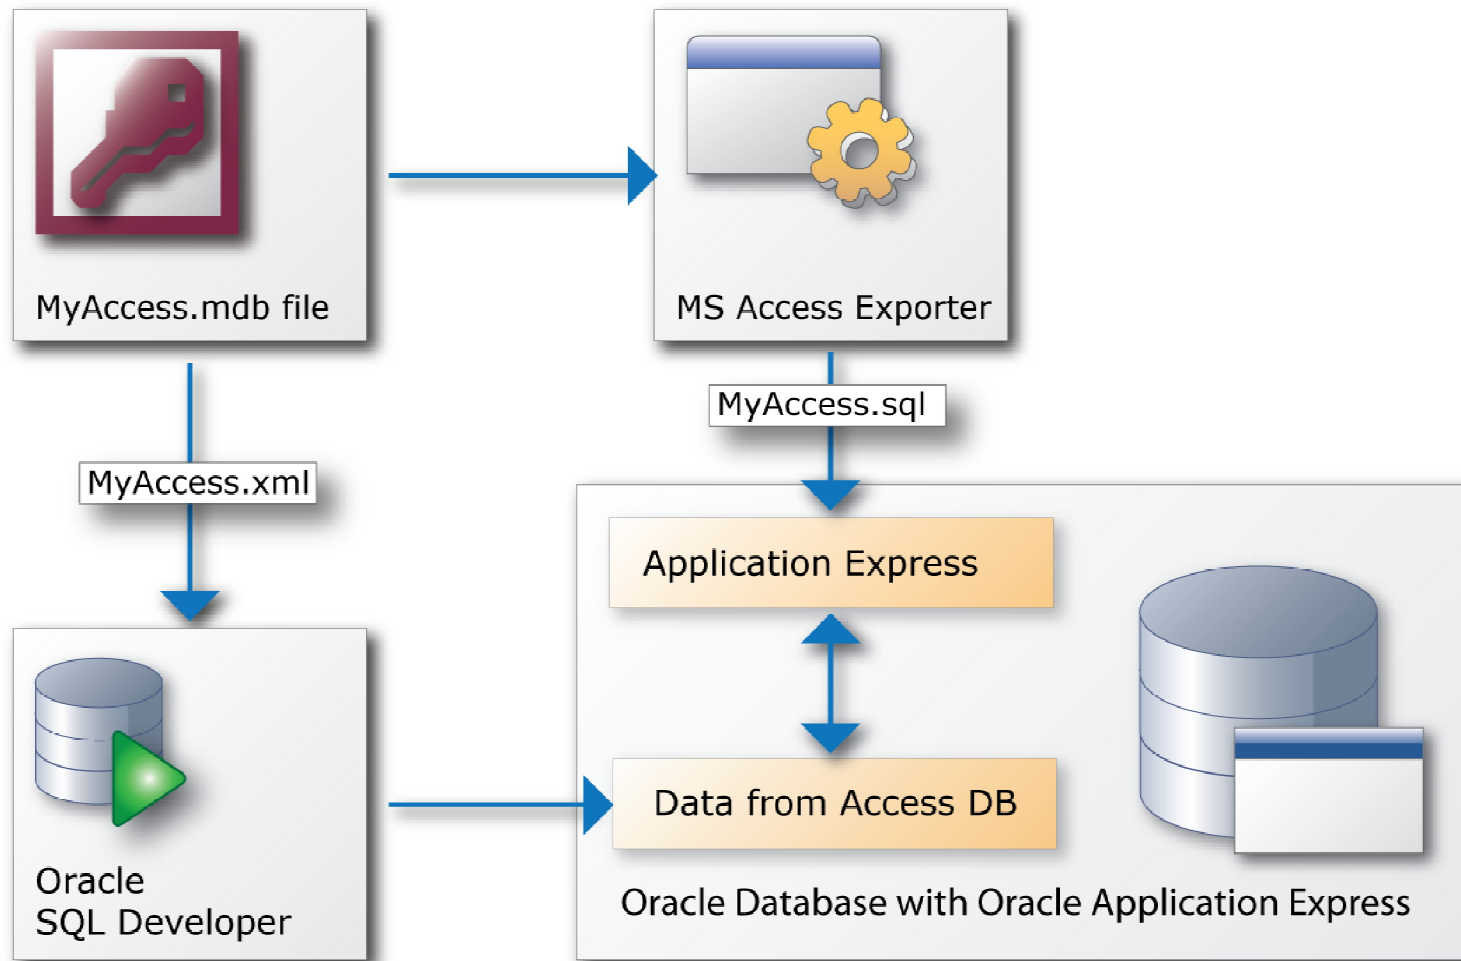 MyAccess.mdb file
MS Access Exporter
MyAccess.sql
MyAccess.xml
Application Express
Data from Access DB
Oracle
SQL Developer
Oracle Database with Oracle Application Express